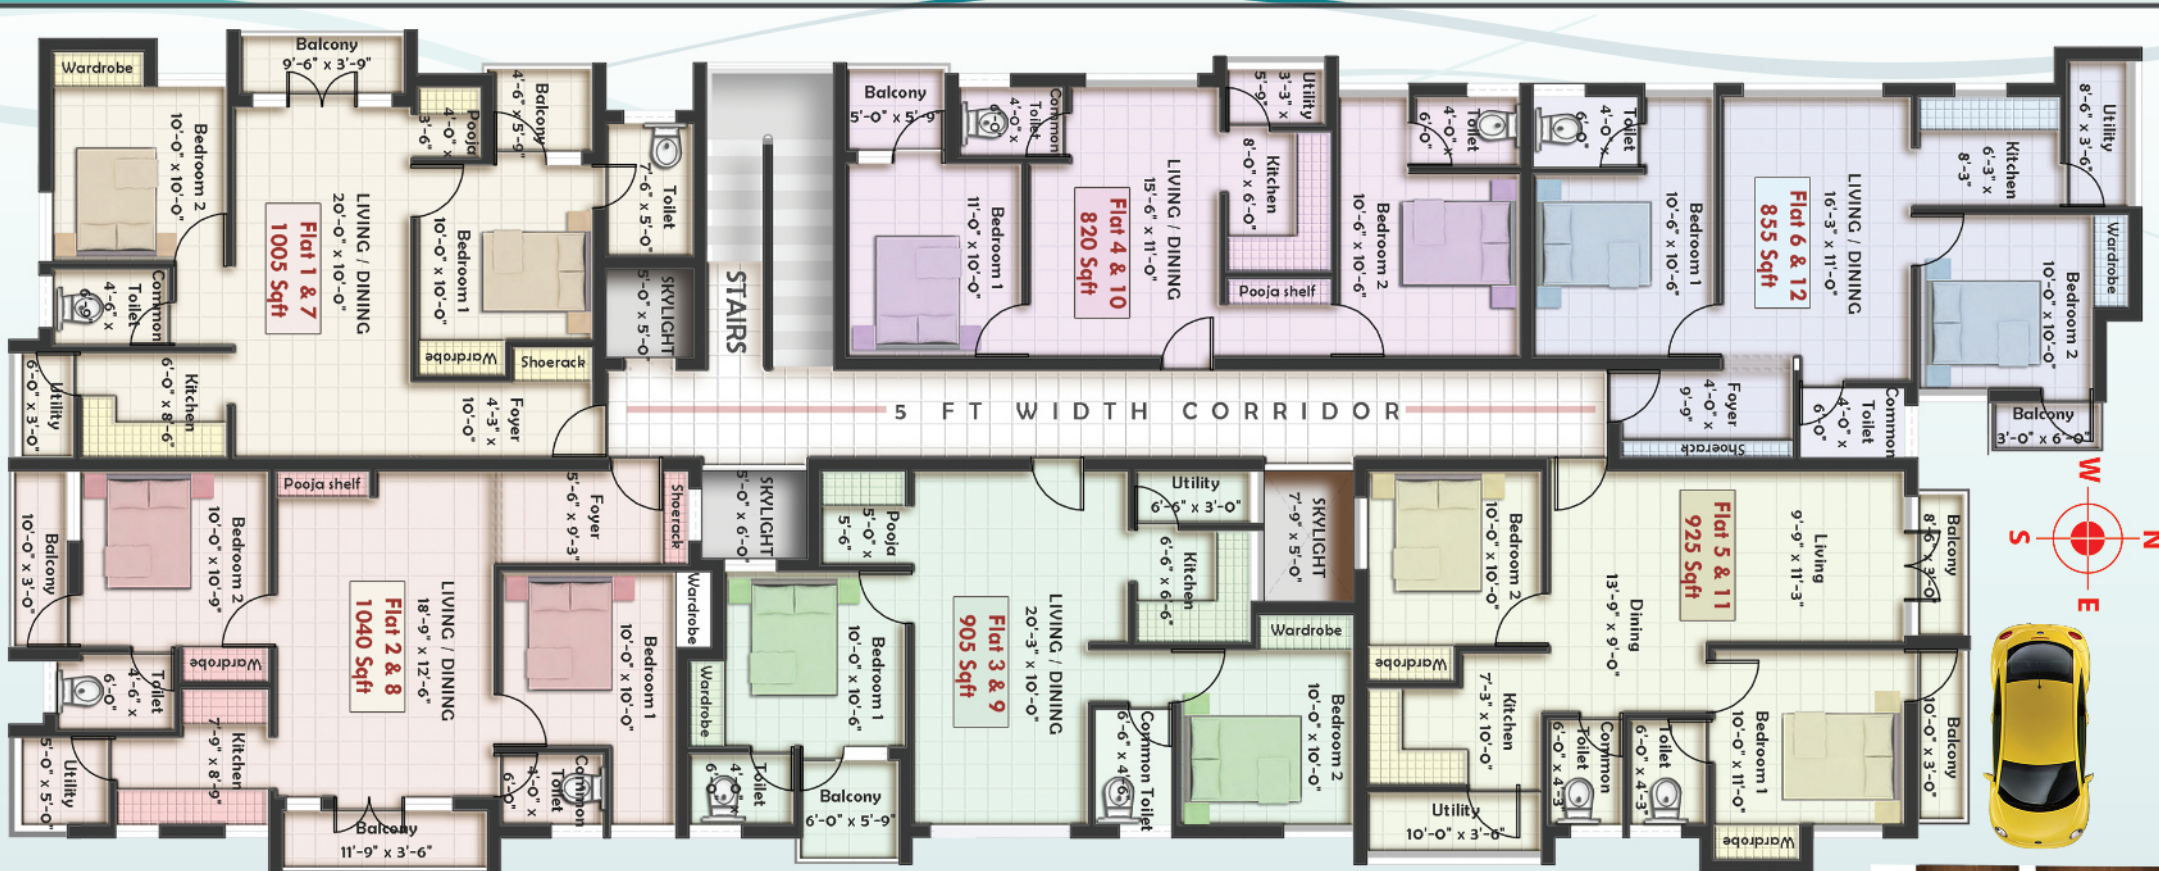 Wardrobe
Bedroom 2
10'-0" x 10'-0"
Balcony
9'-6" x 3'-9"
Pooja
4'-0" x
3'-6"
Balcony
4'-6" x 5'-9"
Toilet
7'-6" x 5'-0"
LIVING / DINING
20'-0" x 10'-0"
Flat 1 & 7
1005 Sqft
Bedroom 1
10'-0" x 10'-0"
SKYLIGHT
5'-0" x 5'-0"
Common
Toilet
4'-6" x
6'-9"
Wardrobe
Shoerack
Utility
6'-0" x 3'-0"
Kitchen
6'-0" x 8'-6"
Foyer
4'-3" x
10'-0"
STAIRS
Balcony
5'-0" x 5'-9
Common
Toilet
4'-0" x
Bedroom 1
11'-0" x 10'-0"
LIVING / DINING
15'-6" x 11'-0"
Flat 4 & 10
820 Sqft
Utility
3'-3" x
5'-9"
Kitchen
8'-0" x 6'-0"
Pooja shelf
Toilet
4'-0" x
6'-0"
Bedroom 2
10'-6" x 10'-6"
Toilet
4'-0" x
6'-0"
Bedroom 1
10'-6" x 10'-6"
LIVING / DINING
16'-3" x 11'-0"
Flat 6 & 12
855 Sqft
Kitchen
6'-3" x
8'-3"
Utility
8'-6" x 3'-6"
Wardrobe
Bedroom 2
10'-0" x 10'-0"
Foyer
4'-0" x
9'-9"
Shoerack
Common
Toilet
4'-0" x
6'-0"
Balcony
3'-0" x 6'-0"
5 FT WIDTH CORRIDOR
Balcony
10'-0" x 3'-0"
Bedroom 2
10'-0" x 10'-9"
Pooja shelf
Foyer
5'-6" x 9'-3"
Shoerack
LIVING / DINING
18'-9" x 12'-6"
Flat 2 & 8
1040 Sqft
Wardrobe
Bedroom 1
10'-0" x 10'-0"
Wardrobe
Toilet
4'-6" x
6'-0"
Kitchen
7'-9" x 8'-9"
Utility
5'-0" x 5'-0"
Balcony
11'-9" x 3'-6"
Common
Toilet
4'-0" x
6'-0"
SKYLIGHT
5'-0" x 6'-0"
Pooja
5'-0" x
5'-6"
Wardrobe
Bedroom 1
10'-0" x 10'-6"
Toilet
4'-0" x
Balcony
6'-0" x 5'-9"
LIVING / DINING
20'-3" x 10'-0"
Flat 3 & 9
905 Sqft
Utility
6'-6" x 3'-0"
Kitchen
6'-6" x 6'-6"
SKYLIGHT
7'-9" x 5'-0"
Wardrobe
Common Toilet
6'-6" x 4'-6"
Bedroom 2
10'-0" x 10'-0"
Bedroom 2
10'-0" x 10'-0"
Wardrobe
Kitchen
7'-3" x 10'-0"
Utility
10'-0" x 3'-6"
Dining
13'-9" x 9'-0"
Living
9'-9" x 11'-3"
Flat 5 & 11
925 Sqft
Common
Toilet
6'-0" x 4'-3"
Toilet
6'-0" x 4'-3"
Bedroom 1
10'-0" x 11'-0"
Wardrobe
Balcony
8'-6" x 3'-0"
Balcony
10'-0" x 3'-0"
W
S
N
E